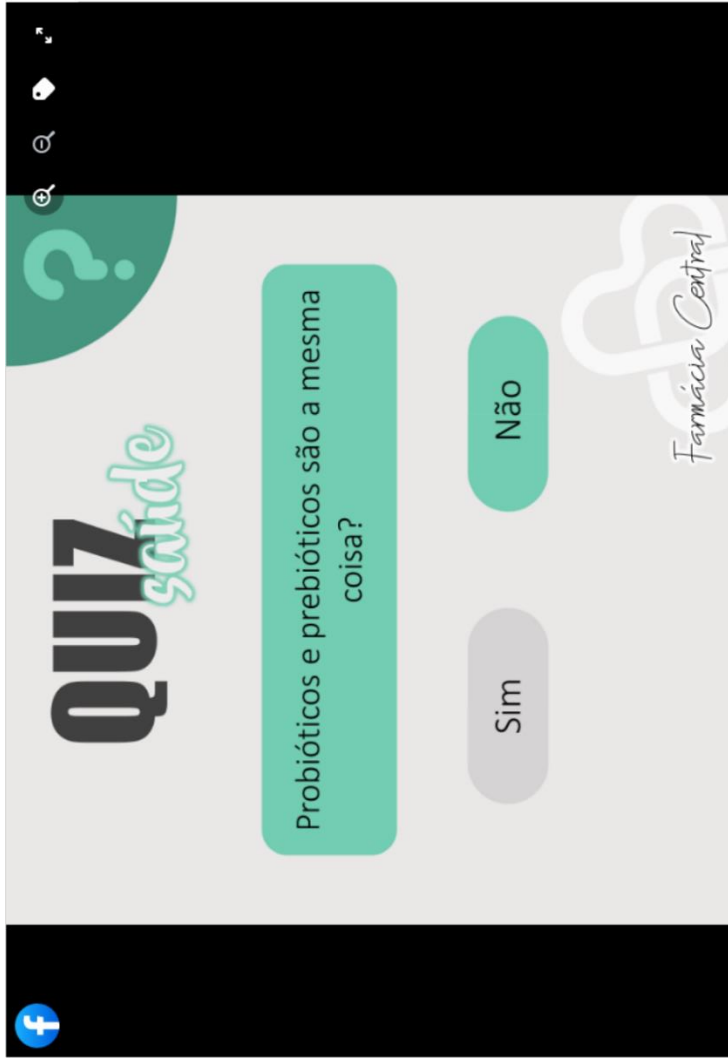 QUIZ
saúde
?
Probióticos e prebióticos são a mesma
coisa?
Sim
Não
Farmácia Central